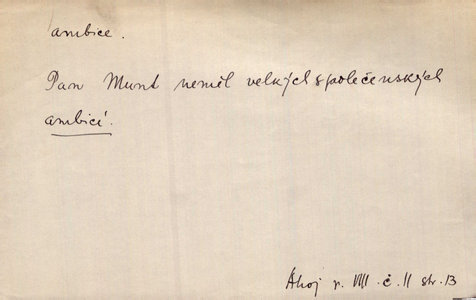 ambice.
Pan Munt neměl velkých společenských
ambicí.
Ahoj r. VIII. č. 11 str. 13